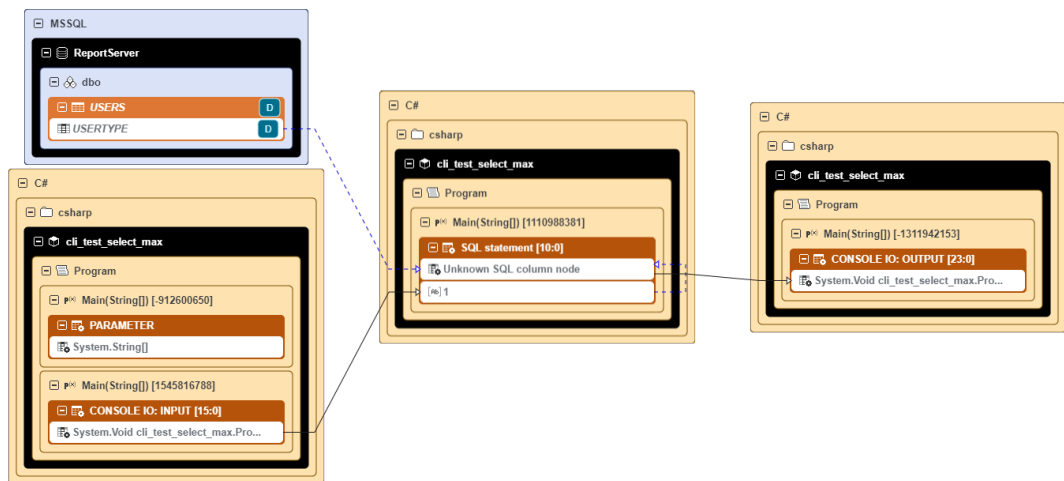 MSSQL
ReportServer
dbo
USERS D
USERTYPE D
C#
csharp
cli_test_select_max
Program
Main(String[]) [-912600650]
PARAMETER
System.String[]
Main(String[]) [1545816788]
CONSOLE IO: INPUT [15:0]
System.Void cli_test_select_max.Pro...
C#
csharp
cli_test_select_max
Program
P(x) Main(String[]) [1110988381]
SQL statement [10:0]
Unknown SQL column node
1
C#
csharp
cli_test_select_max
Program
P(x) Main(String[]) [-1311942153]
CONSOLE IO: OUTPUT [23:0]
System.Void cli_test_select_max.Pro...